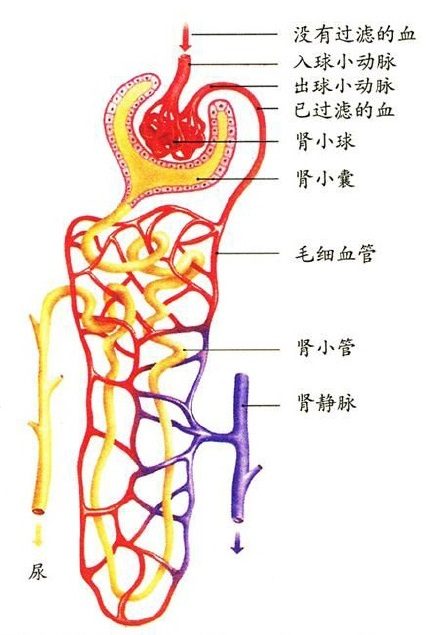 没有过滤的血
入球小动脉
出球小动脉
已过滤的血
肾小球
肾小囊
毛细血管
肾小管
肾静脉
尿